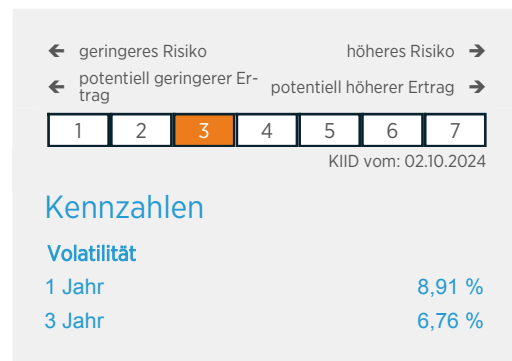 ← geringeres Risiko höheres Risiko →
← potentiell geringerer Er-
trag potentiell höherer Ertrag →
1 2 3 4 5 6 7
KIID vom: 02.10.2024
Kennzahlen
Volatilität
1 Jahr 8,91 %
3 Jahr 6,76 %